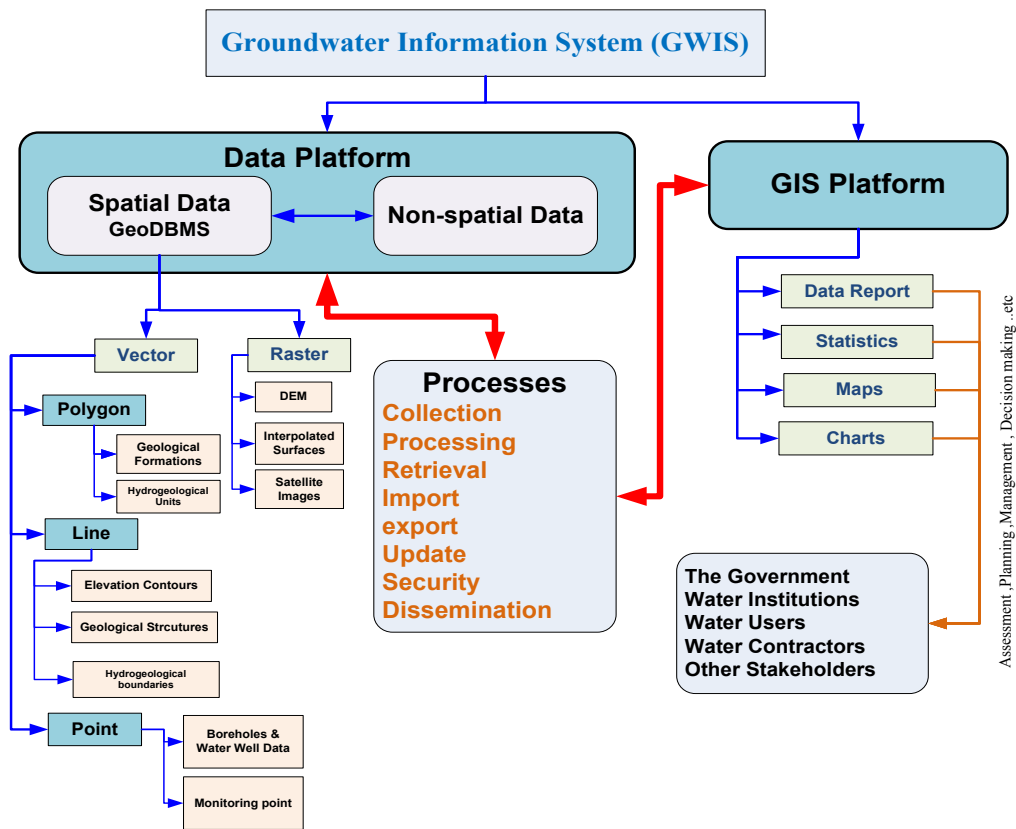 Groundwater Information System (GWIS)
Data Platform
Spatial Data
GeoDBMS
Non-spatial Data
GIS Platform
Vector
Raster
Polygon
Geological
Formations
Hydrogeological
Units
Line
Elevation Contours
Geological Strcutures
Hydrogeological
boundaries
Point
Boreholes &
Water Well Data
Monitoring point
DEM
Interpolated
Surfaces
Satellite
Images
Processes
Collection
Processing
Retrieval
Import
export
Update
Security
Dissemination
Data Report
Statistics
Maps
Charts
The Government
Water Institutions
Water Users
Water Contractors
Other Stakeholders
Assessment ,Planning ,Management , Decision making ..etc